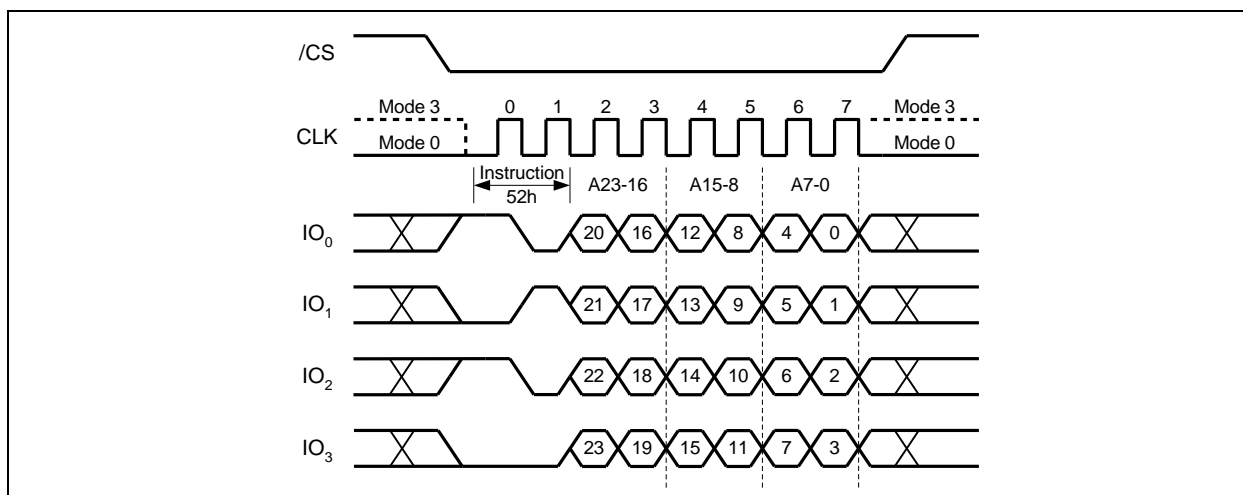 /CS
Mode 3 0 1 2 3 4 5 6 7 Mode 3
CLK
Mode 0 Mode 0
Instruction
A23-16 A15-8 A7-0
52h
IO0 20 16 12 8 4 0
IO1 21 17 13 9 5 1
IO2 22 18 14 10 6 2
IO3 23 19 15 11 7 3